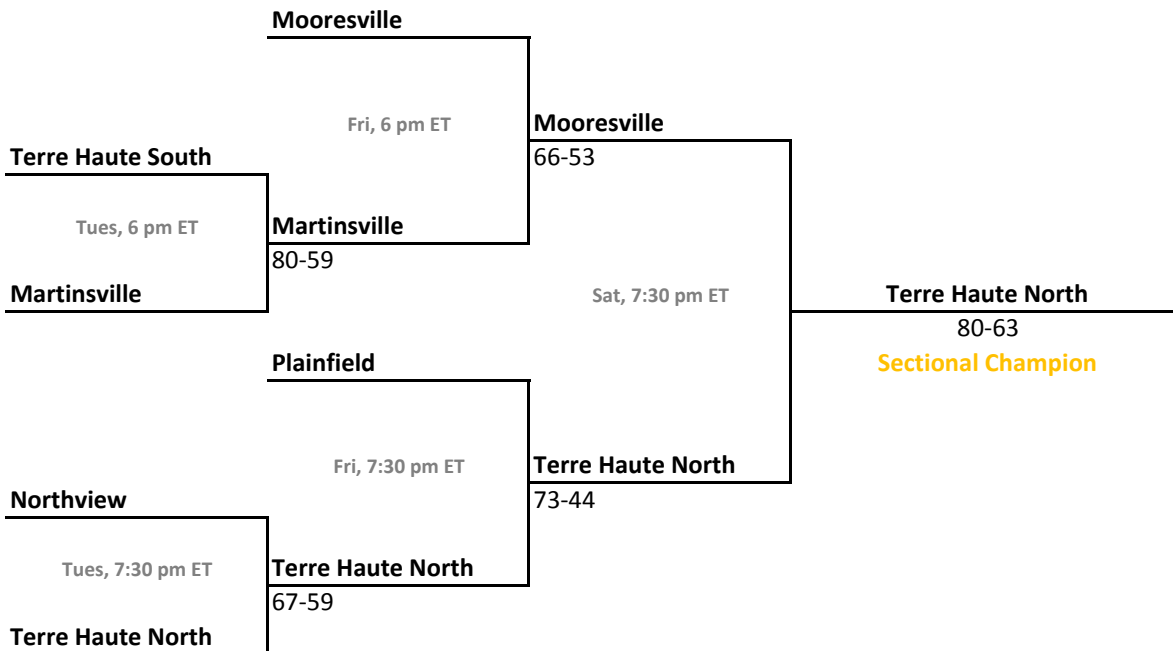 Mooresville
Fri, 6 pm ET
Mooresville
Terre Haute South
66-53
Tues, 6 pm ET
Martinsville
80-59
Martinsville
Sat, 7:30 pm ET
Terre Haute North
80-63
Plainfield
Sectional Champion
Fri, 7:30 pm ET
Terre Haute North
Northview
73-44
Tues, 7:30 pm ET
Terre Haute North
67-59
Terre Haute North